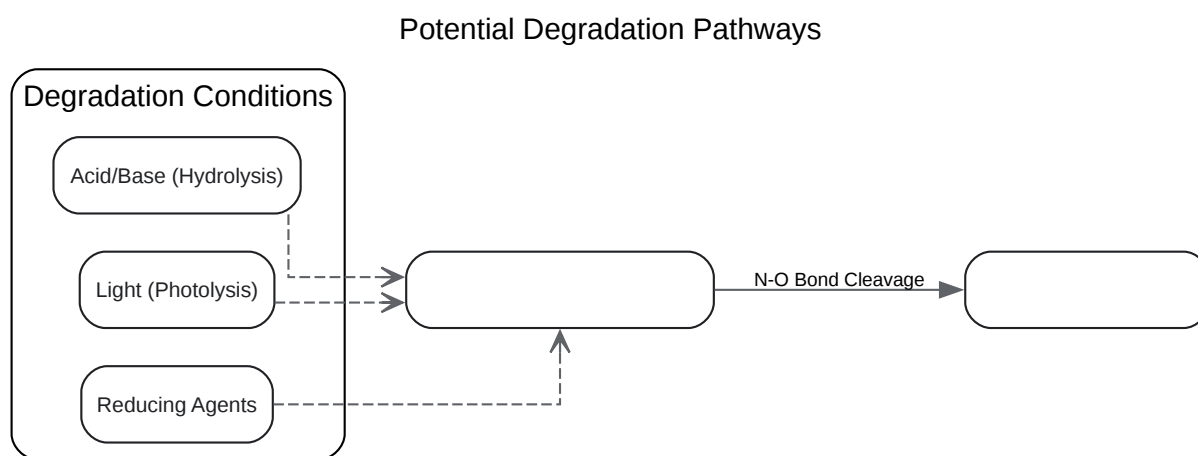 Potential Degradation Pathways
Degradation Conditions
Acid/Base (Hydrolysis)
Light (Photolysis)
N-O Bond Cleavage
Reducing Agents